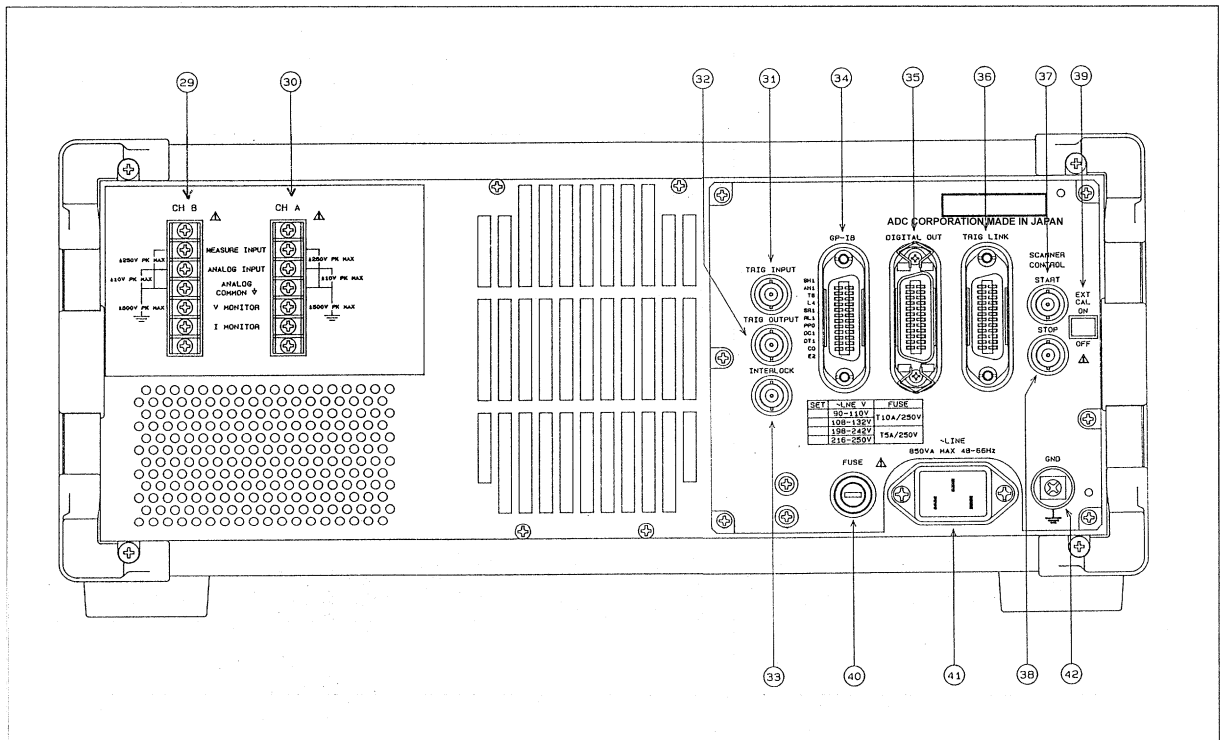 29 30 32 31 34 35 36 37 39
ADC CORPORATION MADE IN JAPAN
CH B
CH A
MEASURE INPUT
ANALOG INPUT
ANALOG
COMMON
V MONITOR
I MONITOR
±250V PK MAX
±10V PK MAX
±500V PK MAX
±250V PK MAX
±10V PK MAX
±500V PK MAX
TRIG INPUT
TRIG OUTPUT
INTERLOCK
GP-IB
SH1
AH1
T5
L4
SR1
RL1
PP0
DC1
DT1
C0
E2
DIGITAL OUT
TRIG LINK
SCANNER
CONTROL
START
STOP
EXT
CAL
ON
OFF
SET ~LNE V FUSE
90-110V T10A/250V
108-132V
198-242V T5A/250V
216-250V
~LINE
850VA MAX 48-66Hz
FUSE
GND
33 40 41 38 42